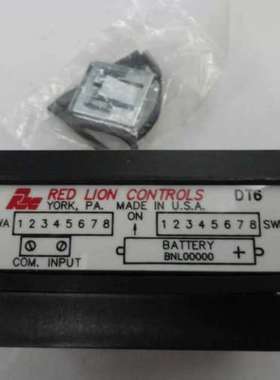 RED LION CONTROLS DT6
YORK, PA. MADE IN U.S.A.
ON
1 2 3 4 5 6 7 8
1 2 3 4 5 6 7 8 SW
BATTERY
BNL00000 +
COM. INPUT